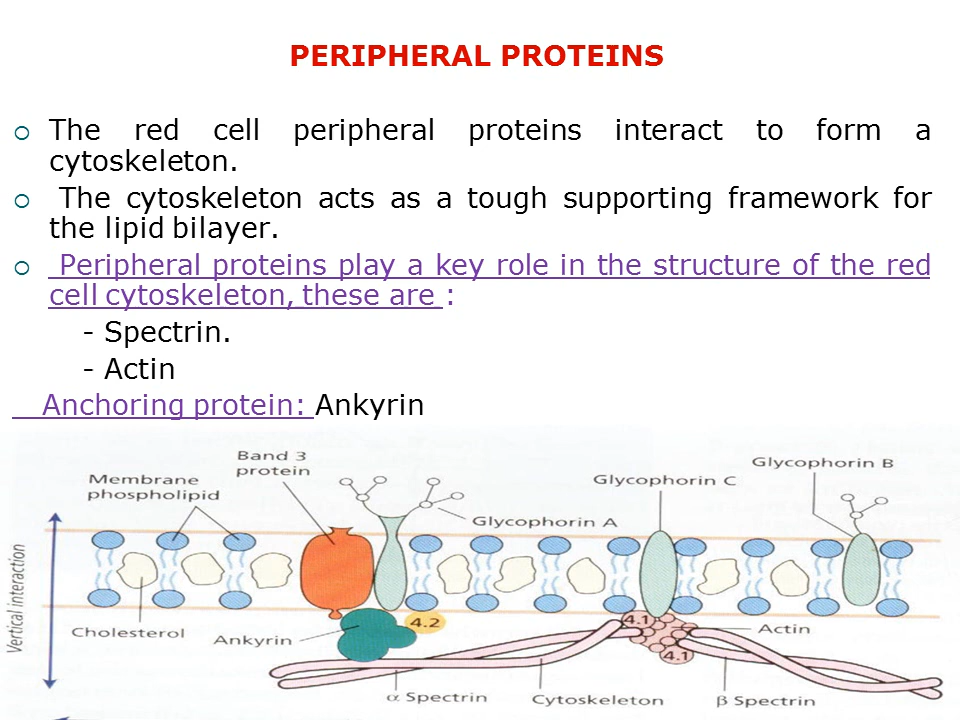 PERIPHERAL PROTEINS
The red cell peripheral proteins interact to form a
cytoskeleton.
The cytoskeleton acts as a tough supporting framework for
the lipid bilayer.
Peripheral proteins play a key role in the structure of the red
cell cytoskeleton, these are :
- Spectrin.
- Actin
Anchoring protein: Ankyrin
Band 3
protein
Membrane
phospholipid
Glycophorin A
Glycophorin C
Glycophorin B
Vertical interaction
Cholesterol
Ankyrin
4.2
4.1
4.1
Actin
α Spectrin
Cytoskeleton
β Spectrin